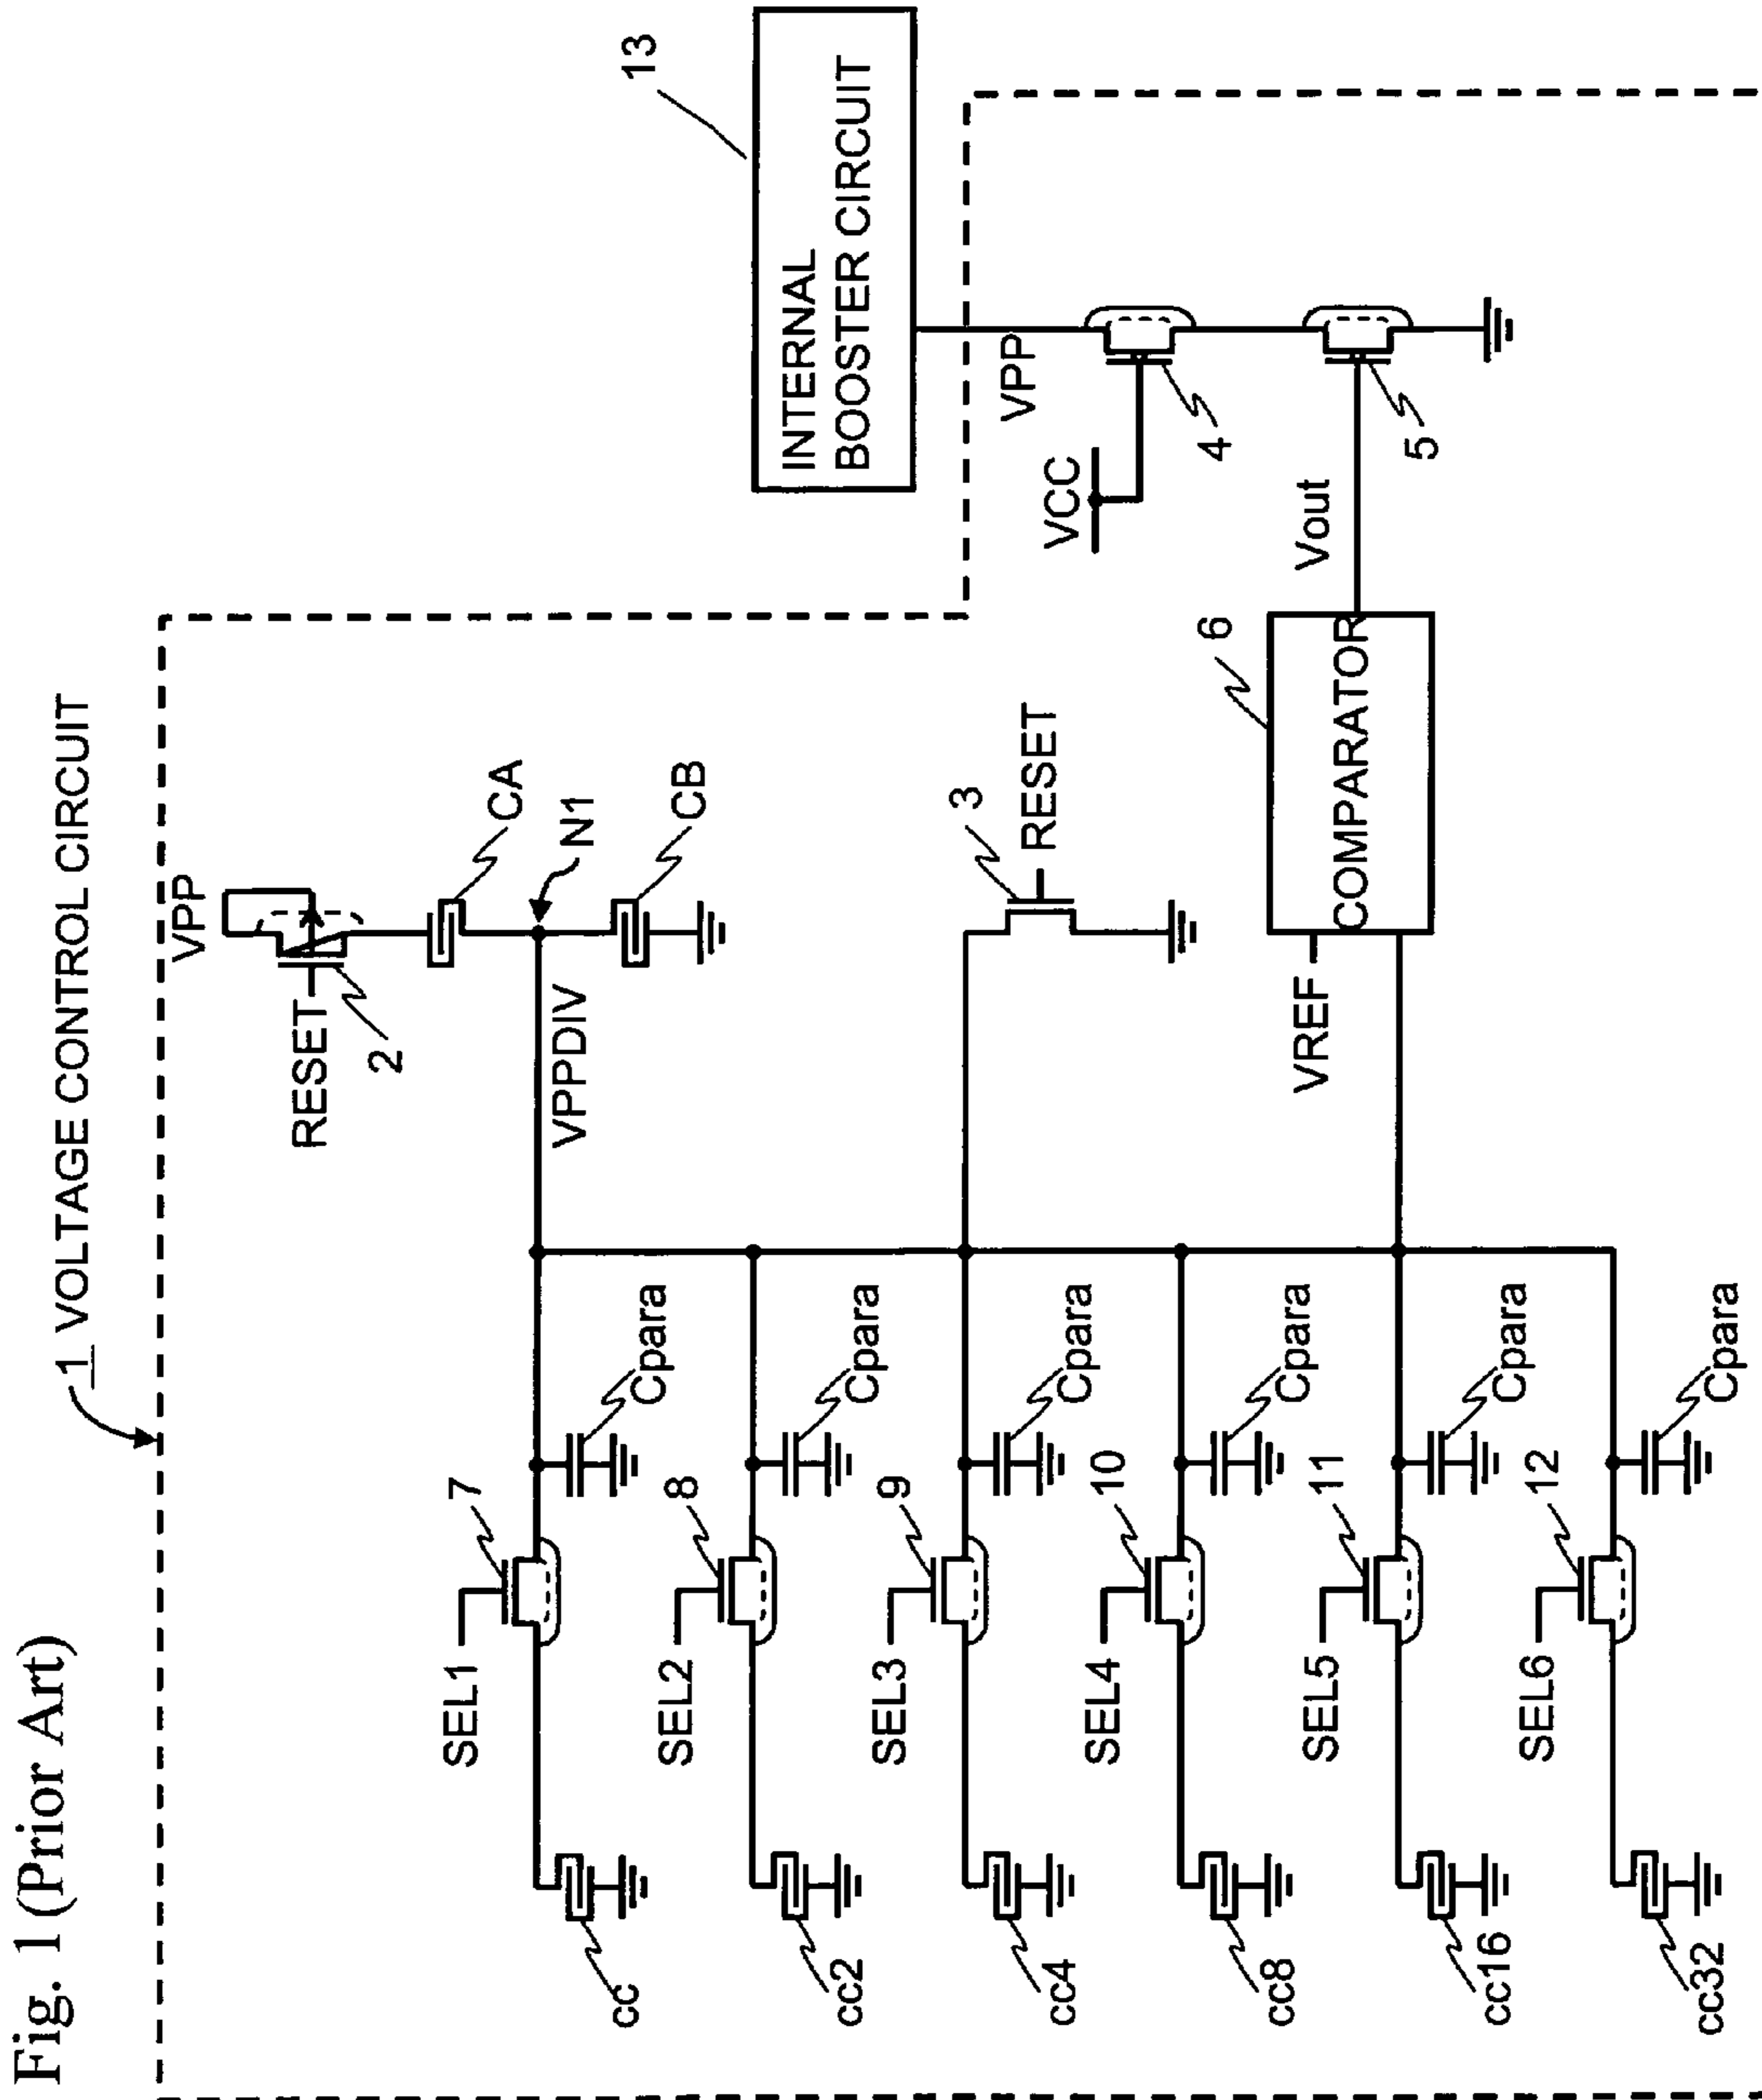 Fig. 1 (Prior Art)
1 VOLTAGE CONTROL CIRCUIT
VPP
RESET
2
CA
N1
CB
VPPDIV
13
INTERNAL
BOOSTER CIRCUIT
VPP
VCC
4
5
Vout
3
RESET
6
COMPARATOR
VREF
SEL1
7
Cpara
cc
SEL2
8
Cpara
cc2
SEL3
9
Cpara
cc4
SEL4
10
Cpara
cc8
SEL5
11
Cpara
cc16
SEL6
12
Cpara
cc32